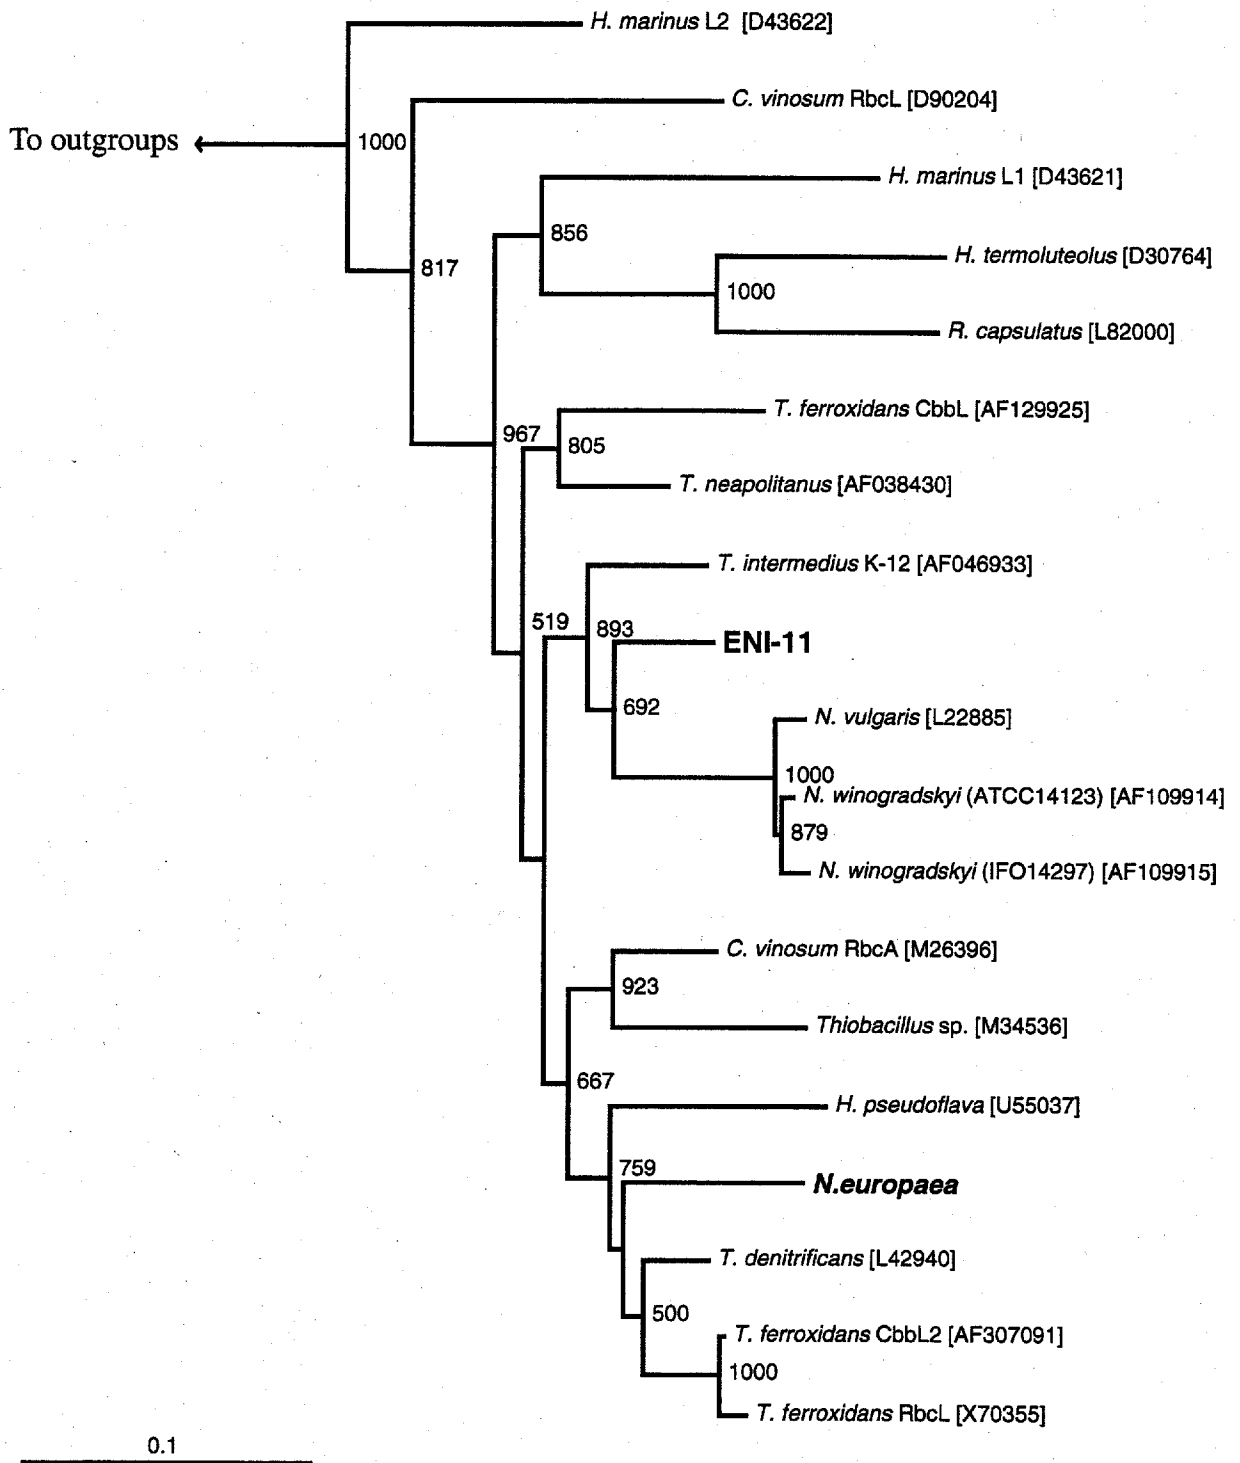 H. marinus L2 [D43622]
C. vinosum RbcL [D90204]
To outgroups
1000
H. marinus L1 [D43621]
856
H. termoluteolus [D30764]
817
1000
R. capsulatus [L82000]
T. ferroxidans CbbL [AF129925]
967
805
T. neapolitanus [AF038430]
T. intermedius K-12 [AF046933]
519
893
ENI-11
692
N. vulgaris [L22885]
1000
N. winogradskyi (ATCC14123) [AF109914]
879
N. winogradskyi (IFO14297) [AF109915]
C. vinosum RbcA [M26396]
923
Thiobacillus sp. [M34536]
667
H. pseudoflava [U55037]
759
N.europaea
T. denitrificans [L42940]
500
T. ferroxidans CbbL2 [AF307091]
1000
T. ferroxidans RbcL [X70355]
0.1